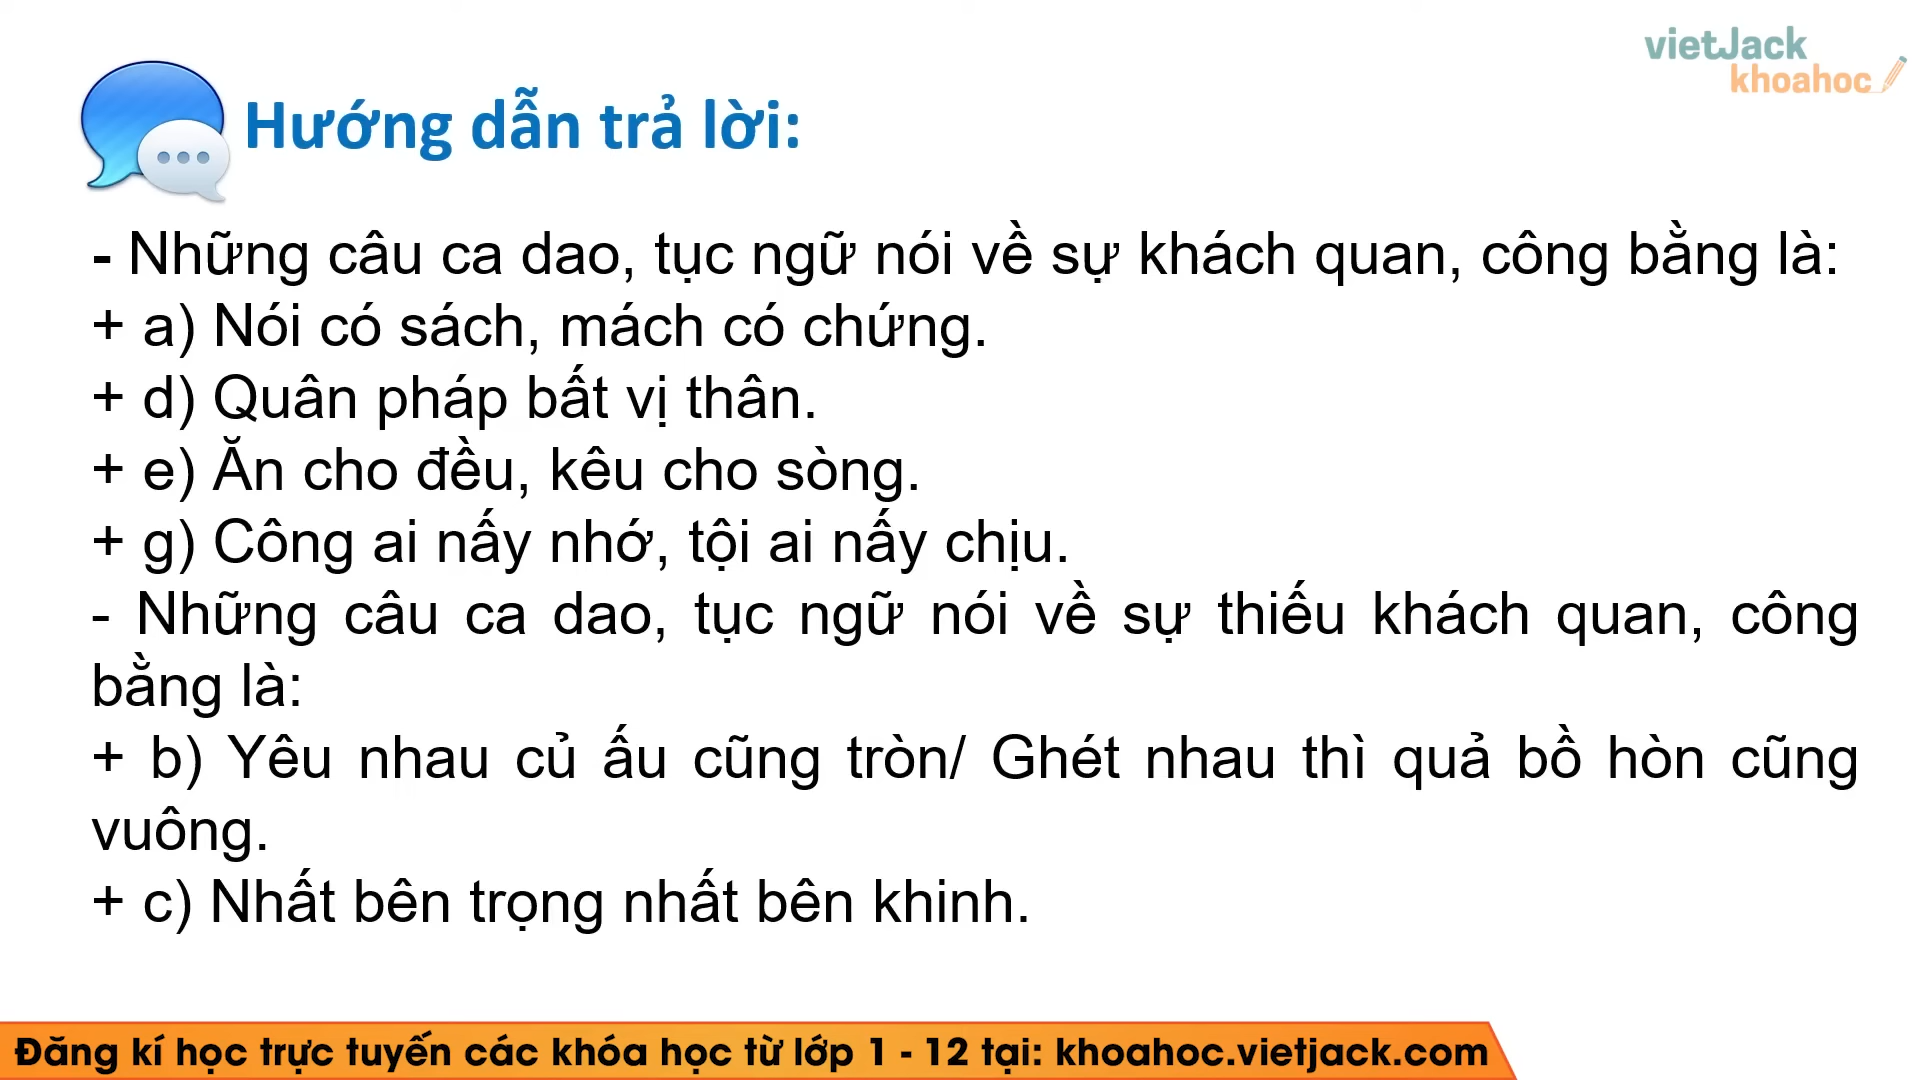 vietJack
khoahoc
Hướng dẫn trả lời:
- Những câu ca dao, tục ngữ nói về sự khách quan, công bằng là:
+ a) Nói có sách, mách có chứng.
+ d) Quân pháp bất vị thân.
+ e) Ăn cho đều, kêu cho sòng.
+ g) Công ai nấy nhớ, tội ai nấy chịu.
- Những câu ca dao, tục ngữ nói về sự thiếu khách quan, công
bằng là:
+ b) Yêu nhau củ ấu cũng tròn/ Ghét nhau thì quả bồ hòn cũng
vuông.
+ c) Nhất bên trọng nhất bên khinh.
Đăng kí học trực tuyến các khóa học từ lớp 1 - 12 tại: khoahoc.vietjack.com